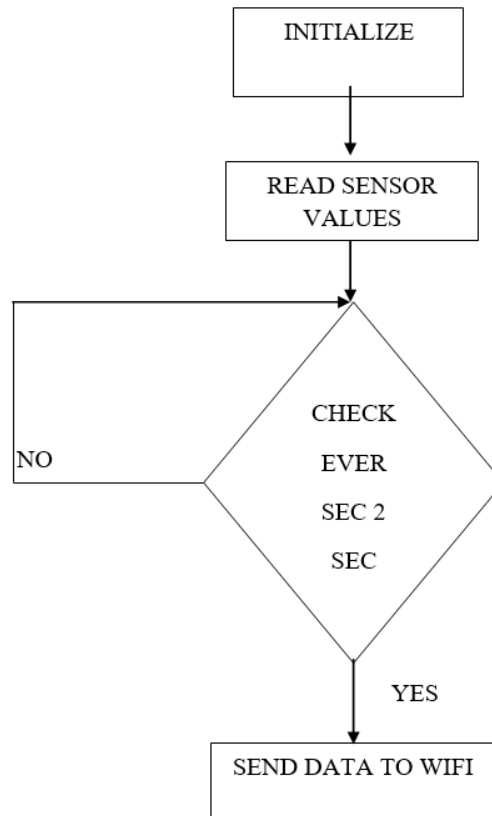 INITIALIZE
READ SENSOR
VALUES
CHECK
EVER
SEC 2
SEC
NO
YES
SEND DATA TO WIFI